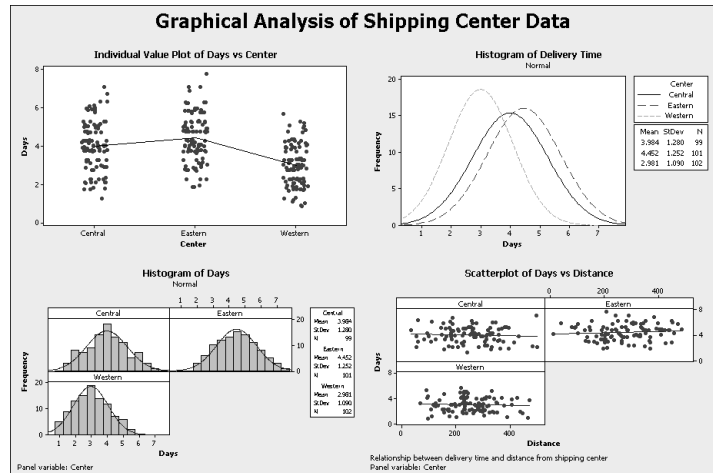 Graphical Analysis of Shipping Center Data
Individual Value Plot of Days vs Center
8
6
4
2
0
Days
Central Eastern Western
Center
Histogram of Delivery Time
Normal
20
15
10
5
0
Frequency
1 2 3 4 5 6 7
Days
Center
Central
Eastern
Western
Mean StDev N
3.984 1.280 99
4.452 1.252 101
2.981 1.090 102
Histogram of Days
Normal
1 2 3 4 5 6 7
Central Eastern
20
10
0
Western
20
10
0
Frequency
1 2 3 4 5 6 7
Days
Central
Mean 3.984
StDev 1.280
N 99
Eastern
Mean 4.452
StDev 1.252
N 101
Western
Mean 2.981
StDev 1.090
N 102
Panel variable: Center
Scatterplot of Days vs Distance
0 200 400
Central Eastern
8
4
0
Western
8
4
0
Days
0 200 400
Distance
Relationship between delivery time and distance from shipping center
Panel variable: Center